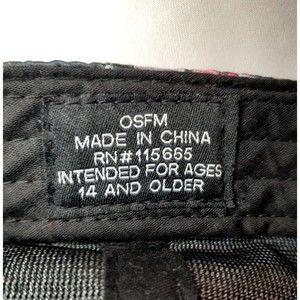 OSFM
MADE IN CHINA
RN#115665
INTENDED FOR AGES
14 AND OLDER